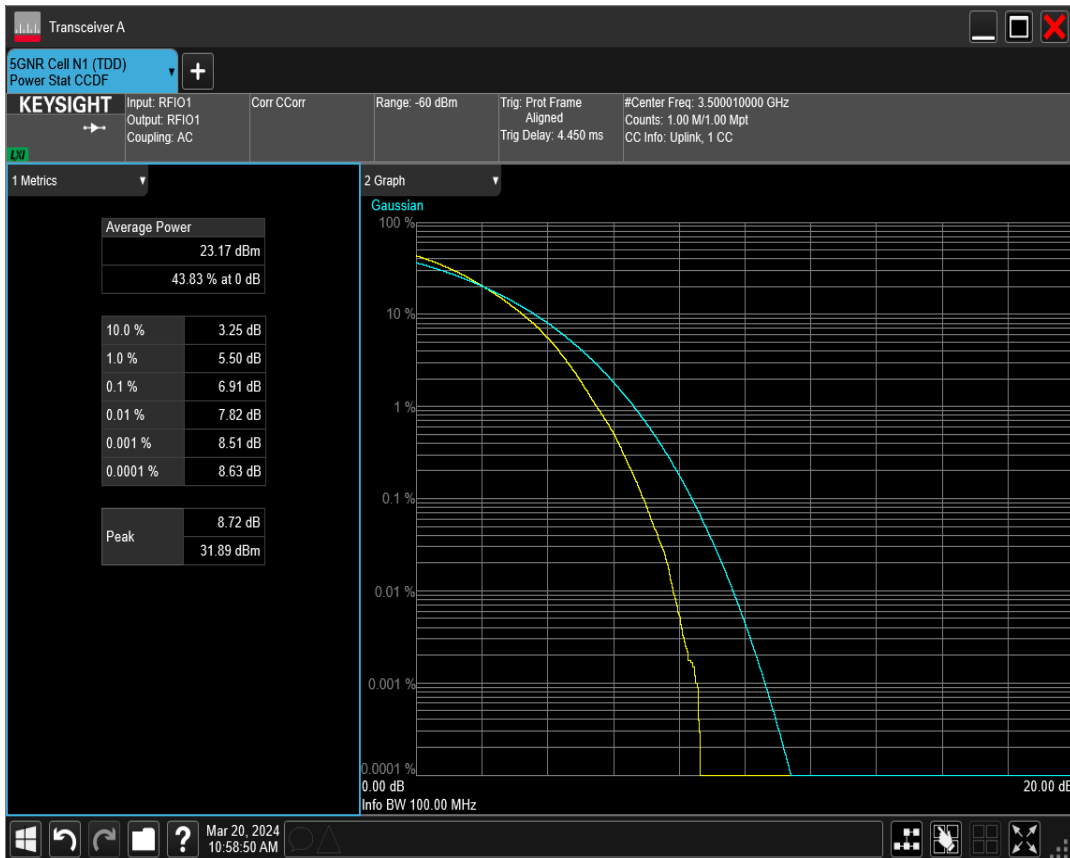 Transceiver A
5GNR Cell N1 (TDD)
Power Stat CCDF
KEYSIGHT
LXI
Input: RFIO1
Output: RFIO1
Coupling: AC
Corr CCorr
Range: -60 dBm
Trig: Prot Frame
Aligned
Trig Delay: 4.450 ms
#Center Freq: 3.500010000 GHz
Counts: 1.00 M/1.00 Mpt
CC Info: Uplink, 1 CC
1 Metrics
Average Power
23.17 dBm
43.83 % at 0 dB
10.0 % 3.25 dB
1.0 % 5.50 dB
0.1 % 6.91 dB
0.01 % 7.82 dB
0.001 % 8.51 dB
0.0001 % 8.63 dB
Peak
8.72 dB
31.89 dBm
2 Graph
Gaussian
100 %
10 %
1 %
0.1 %
0.01 %
0.001 %
0.0001 %
0.00 dB 20.00 dB
Info BW 100.00 MHz
?
Mar 20, 2024
10:58:50 AM